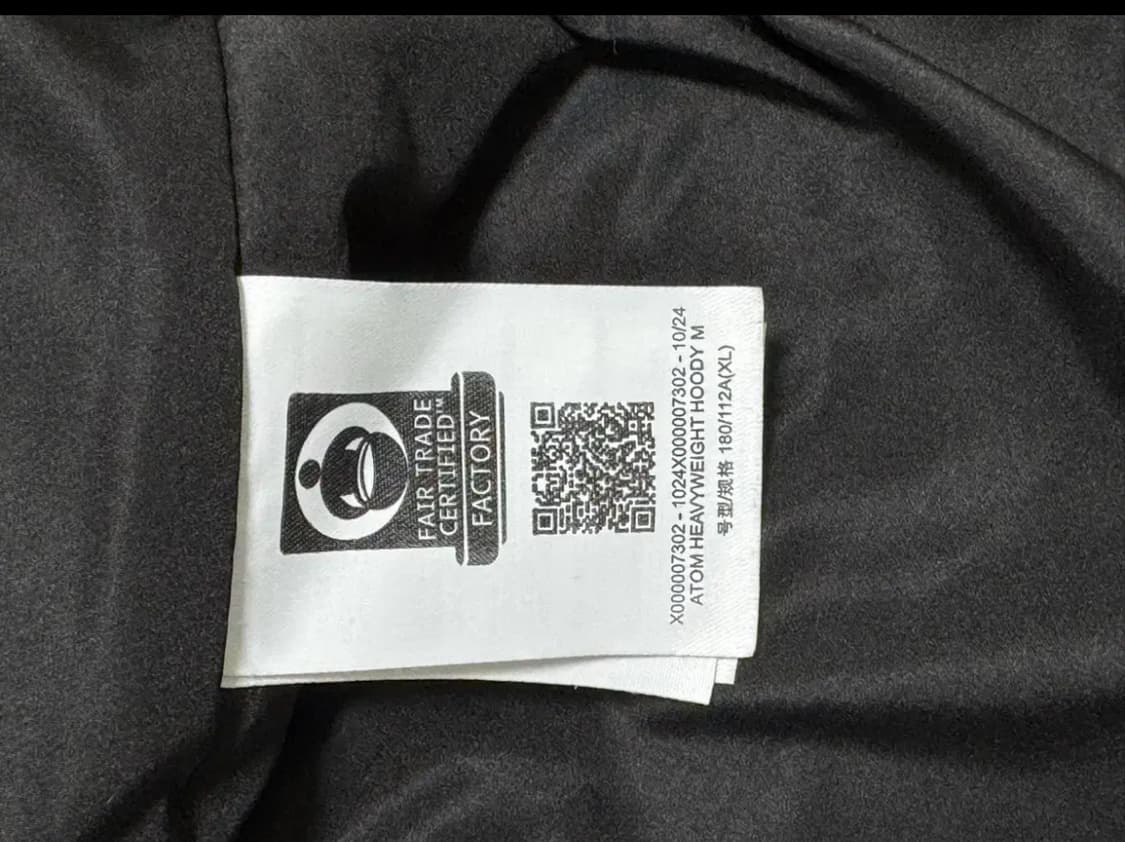 FAIR TRADE
CERTIFIED™
FACTORY
X000007302 - 1024X000007302 - 10/24
ATOM HEAVYWEIGHT HOODY M
号型/规格 180/112A(XL)